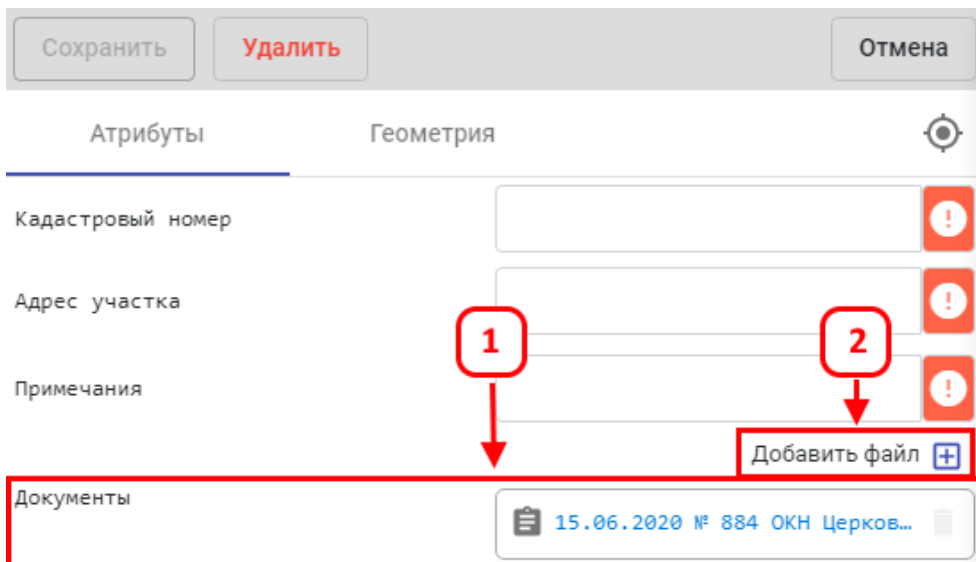 Сохранить Удалить Отмена
Атрибуты Геометрия
Кадастровый номер !
Адрес участка !
1 2
Примечания !
Добавить файл +
Документы
15.06.2020 № 884 ОКН Церков…